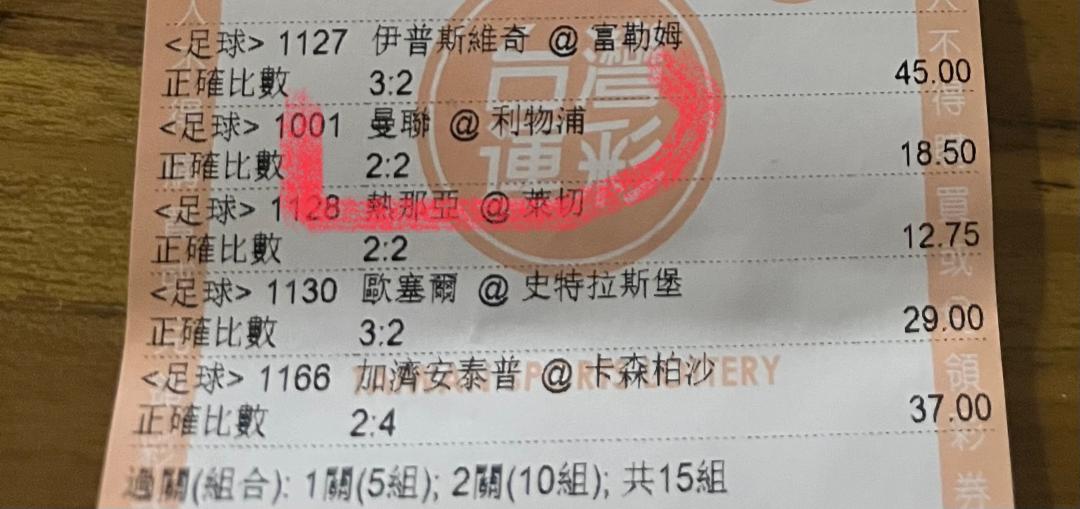 <足球> 1127 伊普斯維奇 @ 富勒姆
正確比數 3:2 45.00
<足球> 1001 曼聯 @ 利物浦
正確比數 2:2 18.50
<足球> 1128 熱那亞 @ 萊切
正確比數 2:2 12.75
<足球> 1130 歐塞爾 @ 史特拉斯堡
正確比數 3:2 29.00
<足球> 1166 加濟安泰普 @ 卡森柏沙
正確比數 2:4 37.00
過關(組合): 1關(5組); 2關(10組); 共15組
台灣
運彩